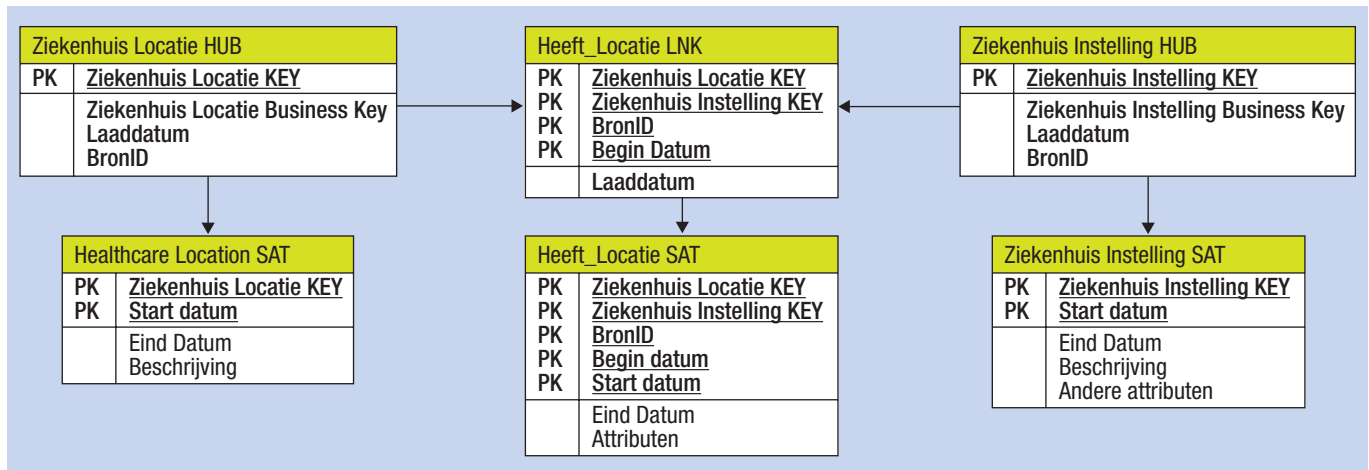 Ziekenhuis Locatie HUB
PK Ziekenhuis Locatie KEY
Ziekenhuis Locatie Business Key
Laaddatum
BronID
Heeft_Locatie LNK
PK Ziekenhuis Locatie KEY
PK Ziekenhuis Instelling KEY
PK BronID
PK Begin Datum
Laaddatum
Ziekenhuis Instelling HUB
PK Ziekenhuis Instelling KEY
Ziekenhuis Instelling Business Key
Laaddatum
BronID
Healthcare Location SAT
PK Ziekenhuis Locatie KEY
PK Start datum
Eind Datum
Beschrijving
Heeft_Locatie SAT
PK Ziekenhuis Locatie KEY
PK Ziekenhuis Instelling KEY
PK BronID
PK Begin datum
PK Start datum
Eind Datum
Attributen
Ziekenhuis Instelling SAT
PK Ziekenhuis Instelling KEY
PK Start datum
Eind Datum
Beschrijving
Andere attributen